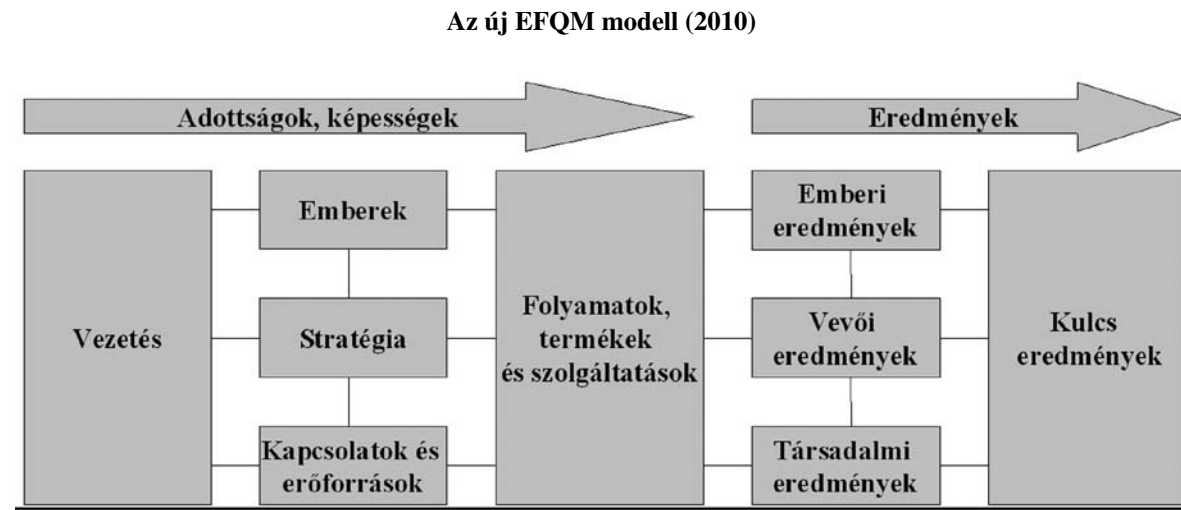 Az új EFQM modell (2010)
Adottságok, képességek
Eredmények
Vezetés
Emberek
Stratégia
Kapcsolatok és
erőforrások
Folyamatok,
termékek
és szolgáltatások
Emberi
eredmények
Vevői
eredmények
Társadalmi
eredmények
Kulcs
eredmények